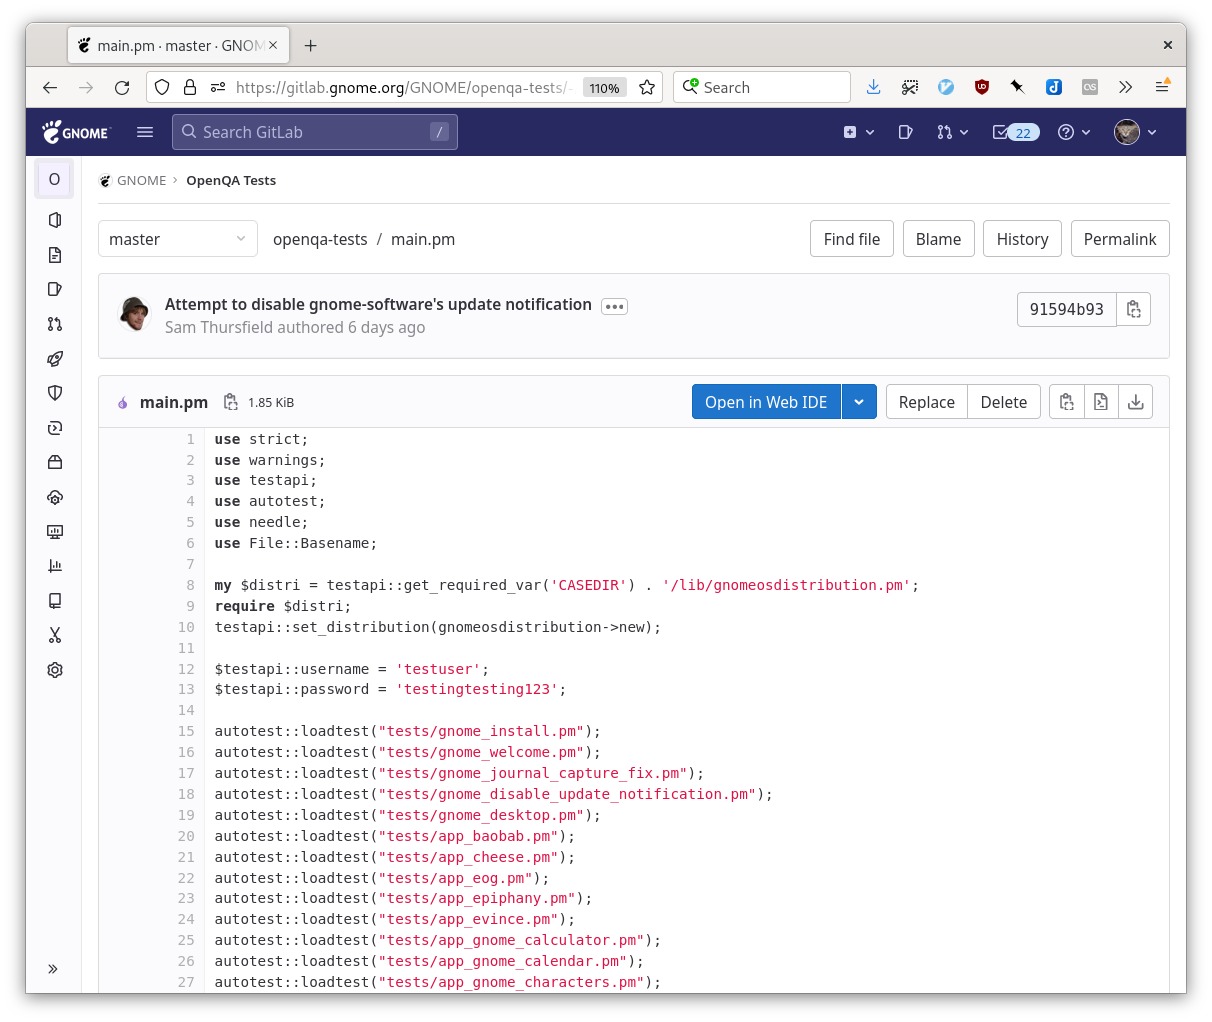 main.pm · master · GNOM
https://gitlab.gnome.org/GNOME/openqa-tests/-
110%
Search
GNOME
Search GitLab
/
22
O
GNOME › OpenQA Tests
master
openqa-tests / main.pm
Find file
Blame
History
Permalink
Attempt to disable gnome-software's update notification
Sam Thursfield authored 6 days ago
91594b93
main.pm
1.85 KiB
Open in Web IDE
Replace
Delete
1 use strict;
2 use warnings;
3 use testapi;
4 use autotest;
5 use needle;
6 use File::Basename;
7
8 my $distri = testapi::get_required_var('CASEDIR') . '/lib/gnomeosdistribution.pm';
9 require $distri;
10 testapi::set_distribution(gnomeosdistribution->new);
11
12 $testapi::username = 'testuser';
13 $testapi::password = 'testingtesting123';
14
15 autotest::loadtest("tests/gnome_install.pm");
16 autotest::loadtest("tests/gnome_welcome.pm");
17 autotest::loadtest("tests/gnome_journal_capture_fix.pm");
18 autotest::loadtest("tests/gnome_disable_update_notification.pm");
19 autotest::loadtest("tests/gnome_desktop.pm");
20 autotest::loadtest("tests/app_baobab.pm");
21 autotest::loadtest("tests/app_cheese.pm");
22 autotest::loadtest("tests/app_eog.pm");
23 autotest::loadtest("tests/app_epiphany.pm");
24 autotest::loadtest("tests/app_evince.pm");
25 autotest::loadtest("tests/app_gnome_calculator.pm");
26 autotest::loadtest("tests/app_gnome_calendar.pm");
27 autotest::loadtest("tests/app_gnome_characters.pm");